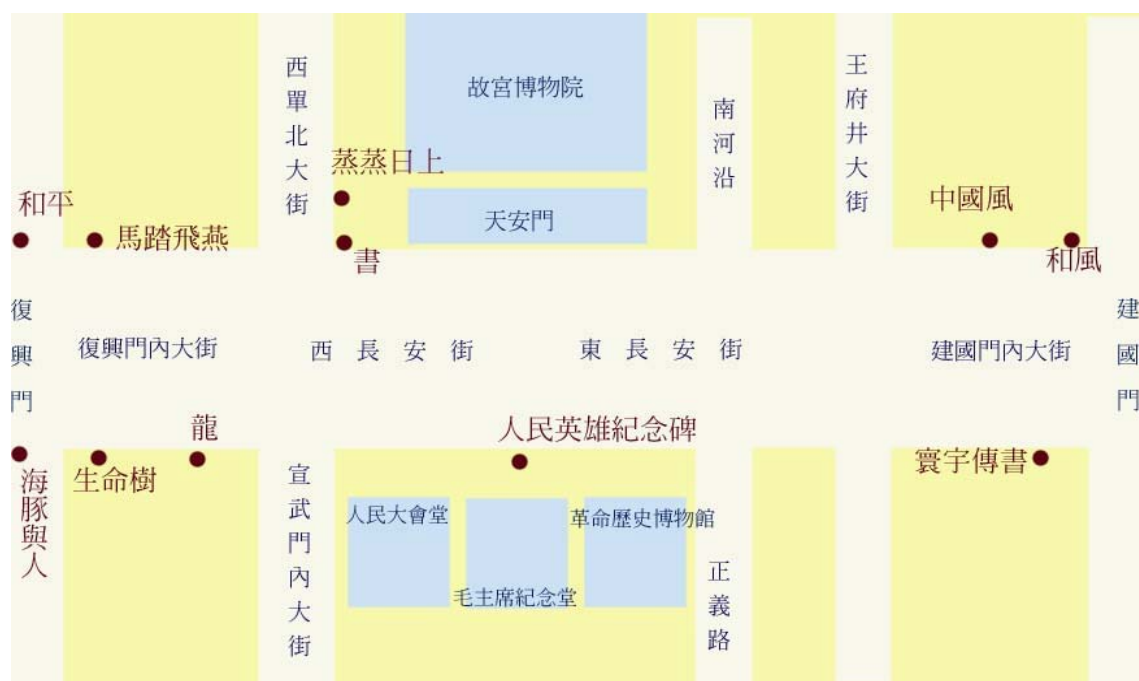 故宮博物院
西單北大街
南河沿
王府井大街
蒸蒸日上
和平
馬踏飛燕
天安門
書
中國風
和風
復興門
復興門內大街
西長安街
東長安街
建國門內大街
建國門
龍
人民英雄紀念碑
海豚與人
生命樹
寰宇傳書
宣武門內大街
人民大會堂
革命歷史博物館
毛主席紀念堂
正義路